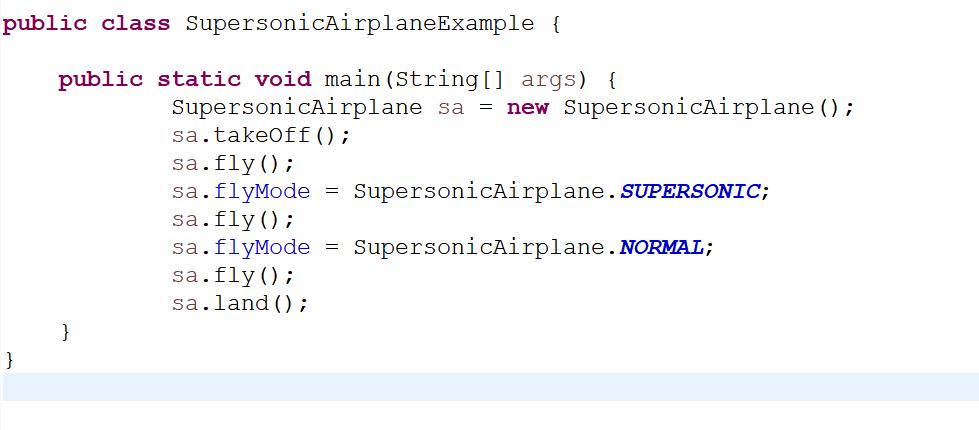 public class SupersonicAirplaneExample {
public static void main(String[] args) {
SupersonicAirplane sa = new SupersonicAirplane();
sa.takeOff();
sa.fly();
sa.flyMode = SupersonicAirplane.SUPERSONIC;
sa.fly();
sa.flyMode = SupersonicAirplane.NORMAL;
sa.fly();
sa.land();
}
}